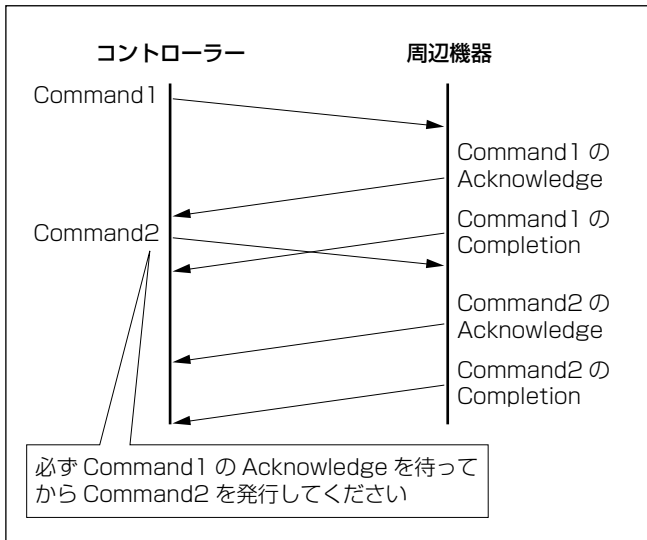 コントローラー
周辺機器
Command1
Command1 の
Acknowledge
Command1 の
Completion
Command2
Command2 の
Acknowledge
Command2 の
Completion
必ず Command1 の Acknowledge を待って
から Command2 を発行してください